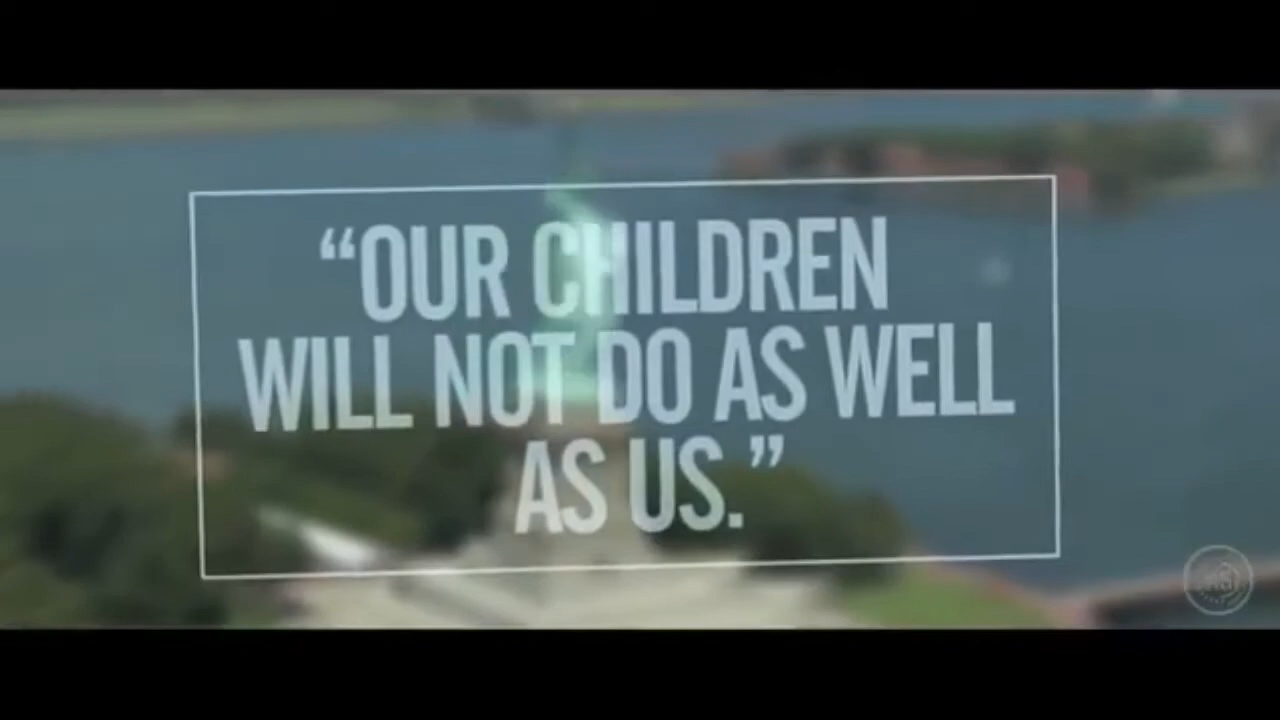 “OUR CHILDREN
WILL NOT DO AS WELL
AS US.”